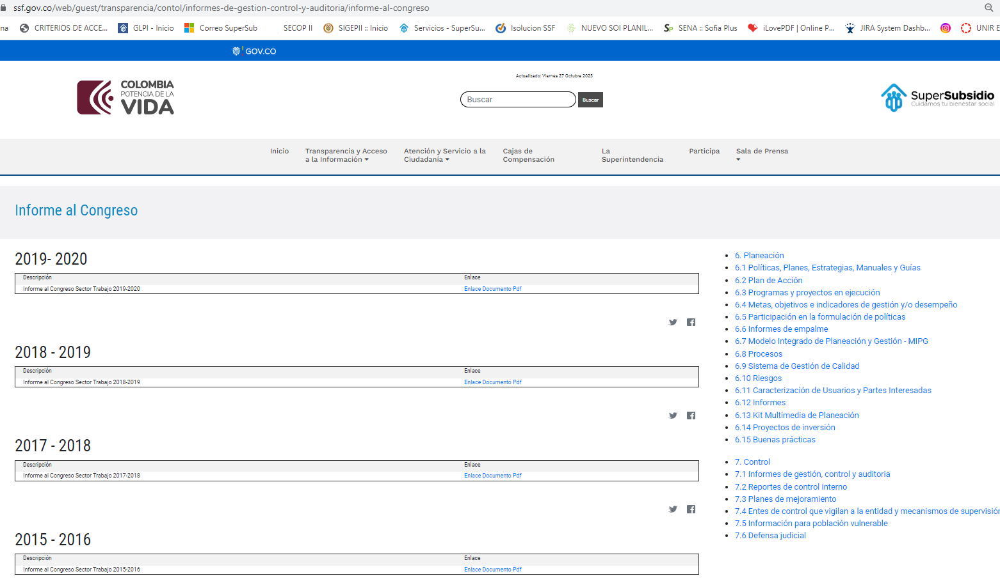 ssf.gov.co/web/guest/transparencia/contol/informes-de-gestion-control-y-auditoria/informe-al-congreso
na CRITERIOS DE ACCE... GLPI - Inicio Correo SuperSub SECOP II SIGEPII :: Inicio Servicios - SuperSu... Isolucion SSF NUEVO SOI PLANIL... SENA :: Sofia Plus iLovePDF | Online P... JIRA System Dashb... UNIR E
GOV.CO
COLOMBIA
POTENCIA DE LA
VIDA
Actualizado: Viernes 27 Octubre 2023
Buscar Buscar
SuperSubsidio
Cuidamos tu bienestar social
Inicio
Transparencia y Acceso
a la Información
Atención y Servicio a la
Ciudadanía
Cajas de
Compensación
La
Superintendencia
Participa
Sala de Prensa
Informe al Congreso
2019- 2020
Descripción Enlace
Informe al Congreso Sector Trabajo 2019-2020 Enlace Documento Pdf
2018 - 2019
Descripción Enlace
Informe al Congreso Sector Trabajo 2018-2019 Enlace Documento Pdf
2017 - 2018
Descripción Enlace
Informe al Congreso Sector Trabajo 2017-2018 Enlace Documento Pdf
2015 - 2016
Descripción Enlace
Informe al Congreso Sector Trabajo 2015-2016 Enlace Documento Pdf
6. Planeación
6.1 Políticas, Planes, Estrategias, Manuales y Guías
6.2 Plan de Acción
6.3 Programas y proyectos en ejecución
6.4 Metas, objetivos e indicadores de gestión y/o desempeño
6.5 Participación en la formulación de políticas
6.6 Informes de empalme
6.7 Modelo Integrado de Planeación y Gestión - MIPG
6.8 Procesos
6.9 Sistema de Gestión de Calidad
6.10 Riesgos
6.11 Caracterización de Usuarios y Partes Interesadas
6.12 Informes
6.13 Kit Multimedia de Planeación
6.14 Proyectos de inversión
6.15 Buenas prácticas
7. Control
7.1 Informes de gestión, control y auditoria
7.2 Reportes de control interno
7.3 Planes de mejoramiento
7.4 Entes de control que vigilan a la entidad y mecanismos de supervisión
7.5 Información para población vulnerable
7.6 Defensa judicial